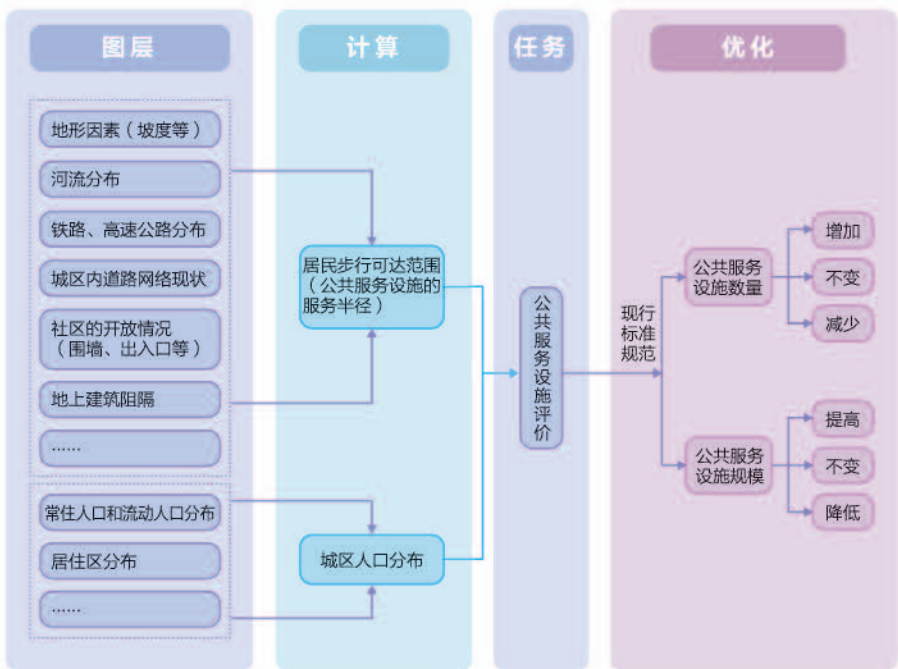 图层
地形因素（坡度等）
河流分布
铁路、高速公路分布
城区内道路网络现状
社区的开放情况
（围墙、出入口等）
地上建筑阻隔
……
常住人口和流动人口分布
居住区分布
……
计算
居民步行可达范围
（公共服务设施的
服务半径）
城区人口分布
任务
公共服务设施评价
优化
现行
标准
规范
公共服务
设施数量
增加
不变
减少
公共服务
设施规模
提高
不变
降低